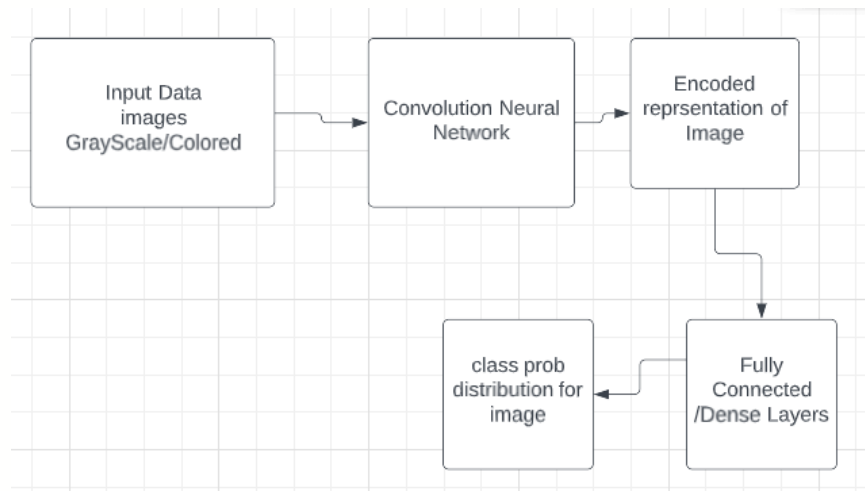 Input Data
images
GrayScale/Colored
Convolution Neural
Network
Encoded
reprsentation of
Image
Fully
Connected
/Dense Layers
class prob
distribution for
image